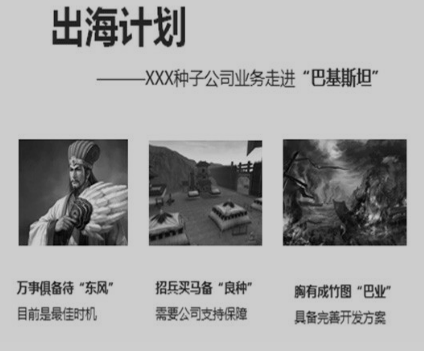 出海计划
———XXX种子公司业务走进“巴基斯坦”
万事俱备待“东风”
目前是最佳时机
招兵买马备“良种”
需要公司支持保障
胸有成竹图“巴业”
具备完善开发方案